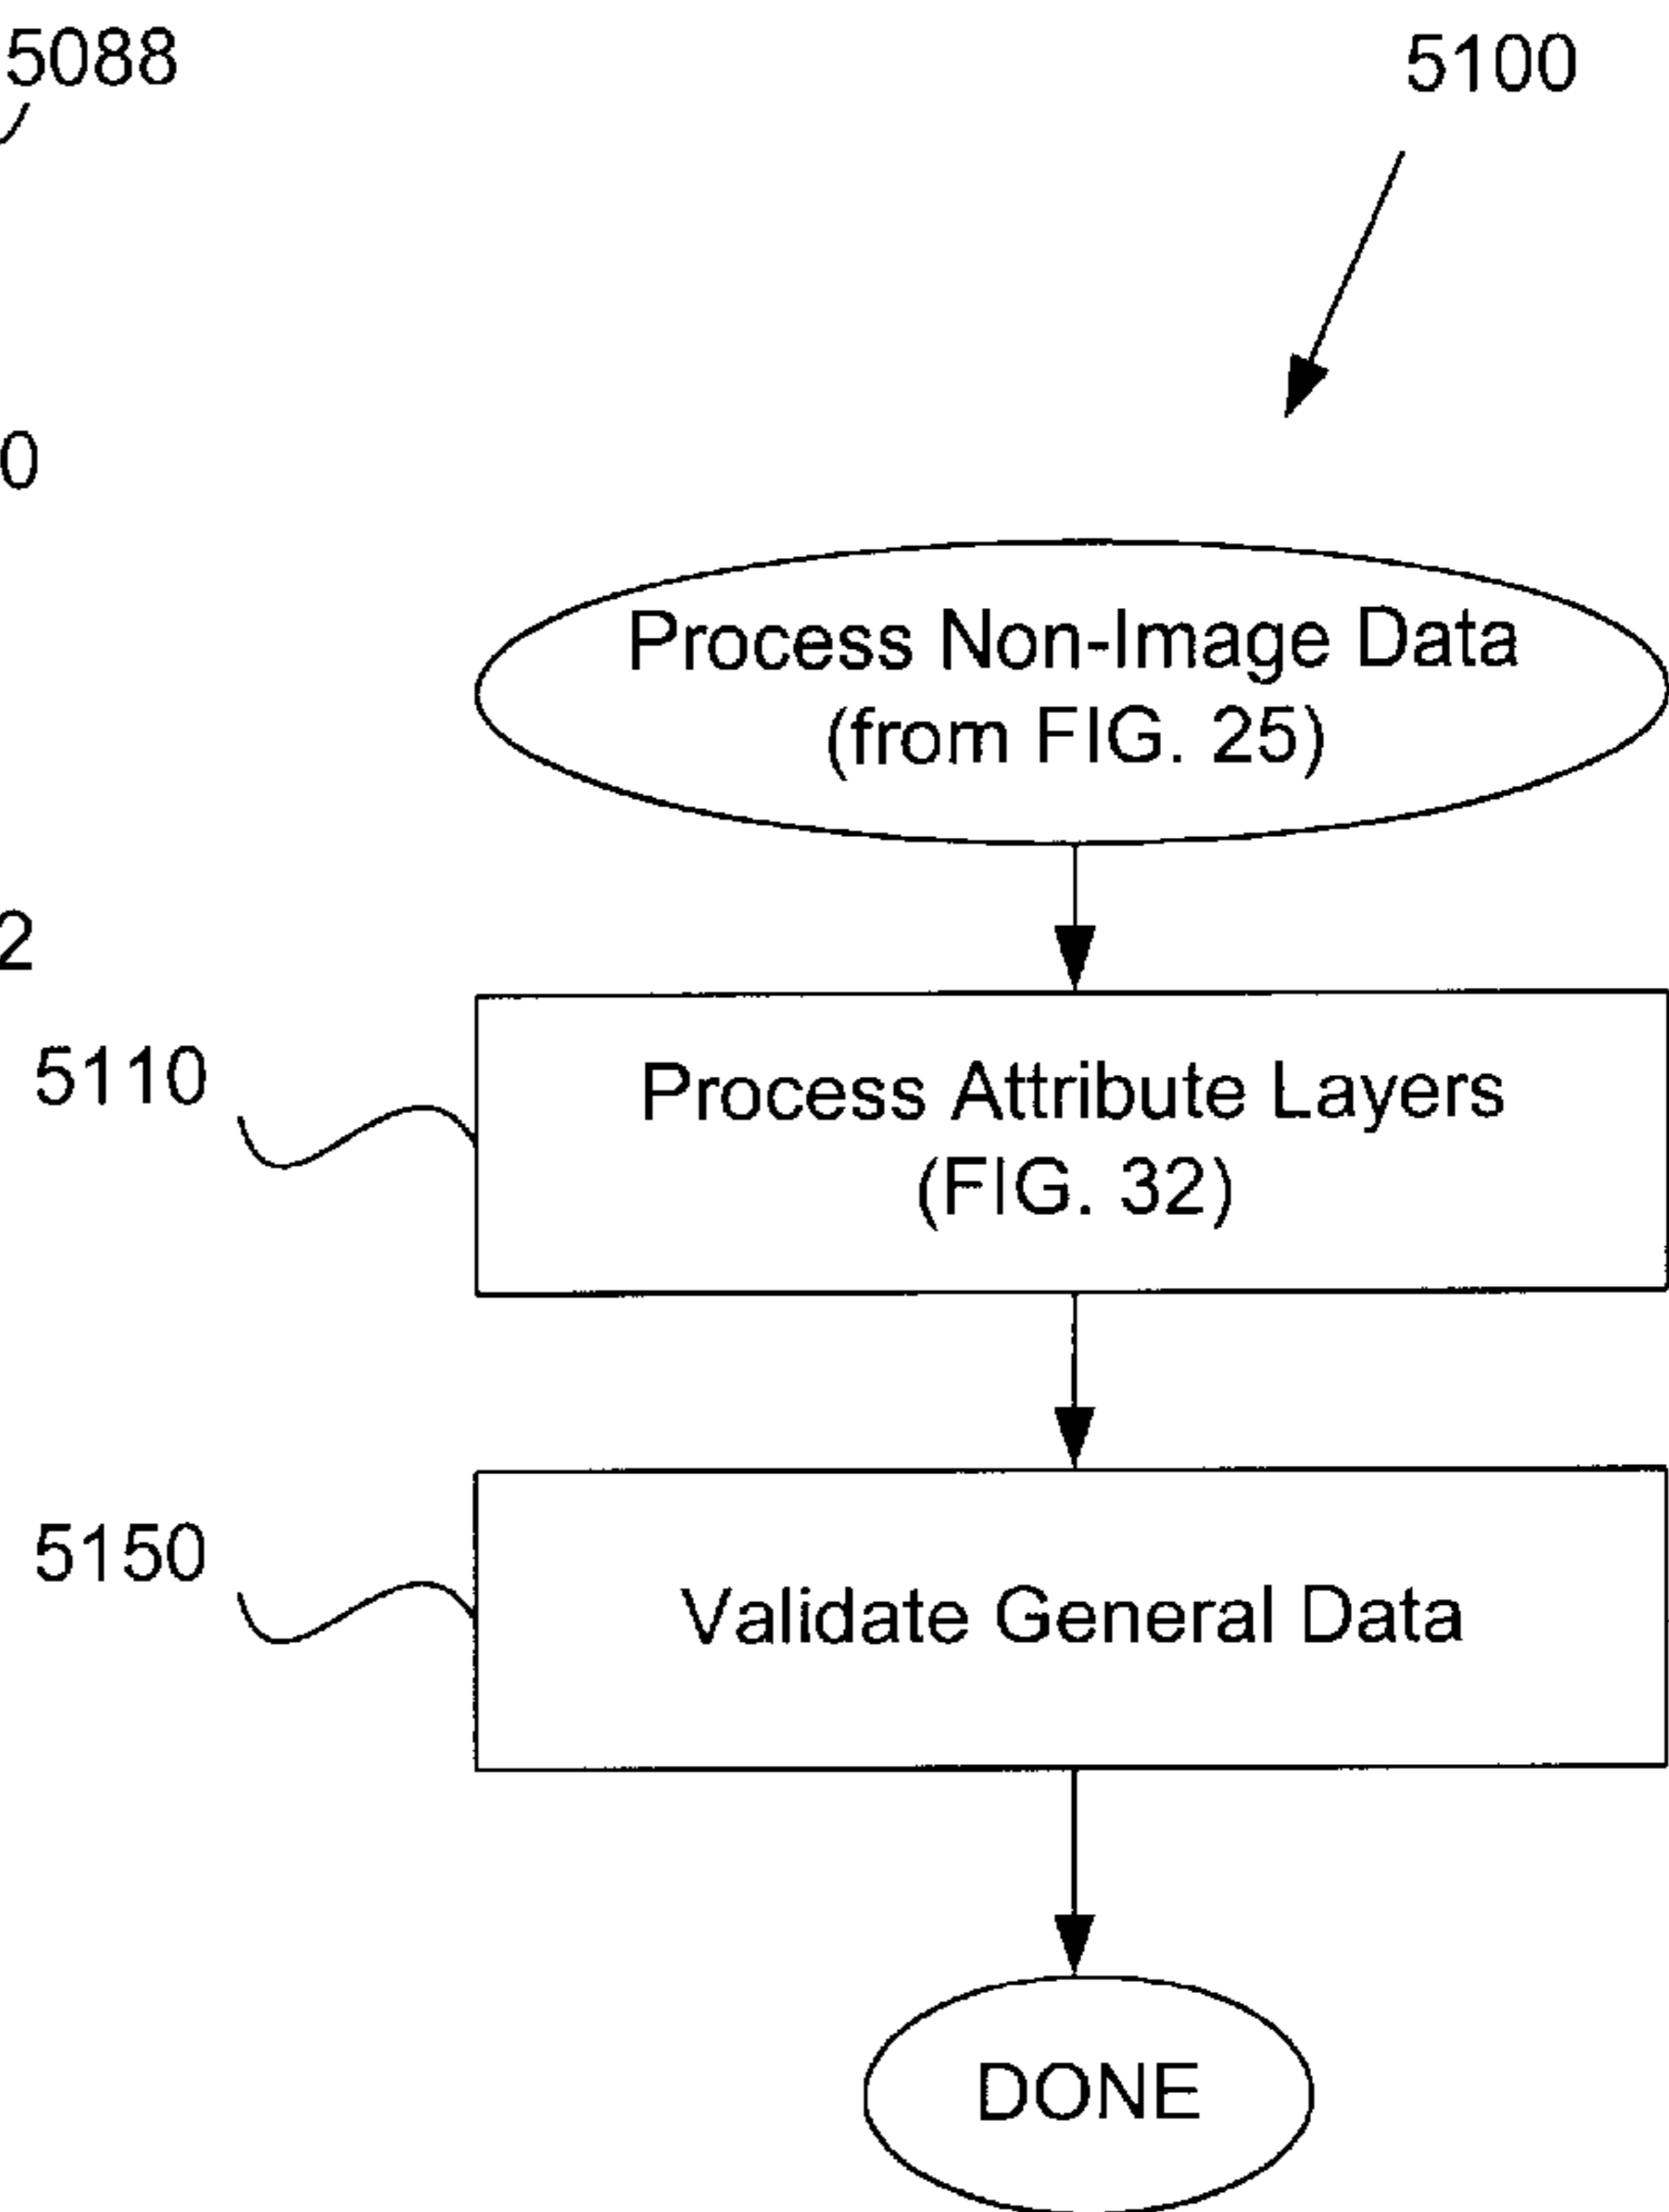 5088
5100
0
Process Non-Image Data
(from FIG. 25)
2
5110
Process Attribute Layers
(FIG. 32)
5150
Validate General Data
DONE